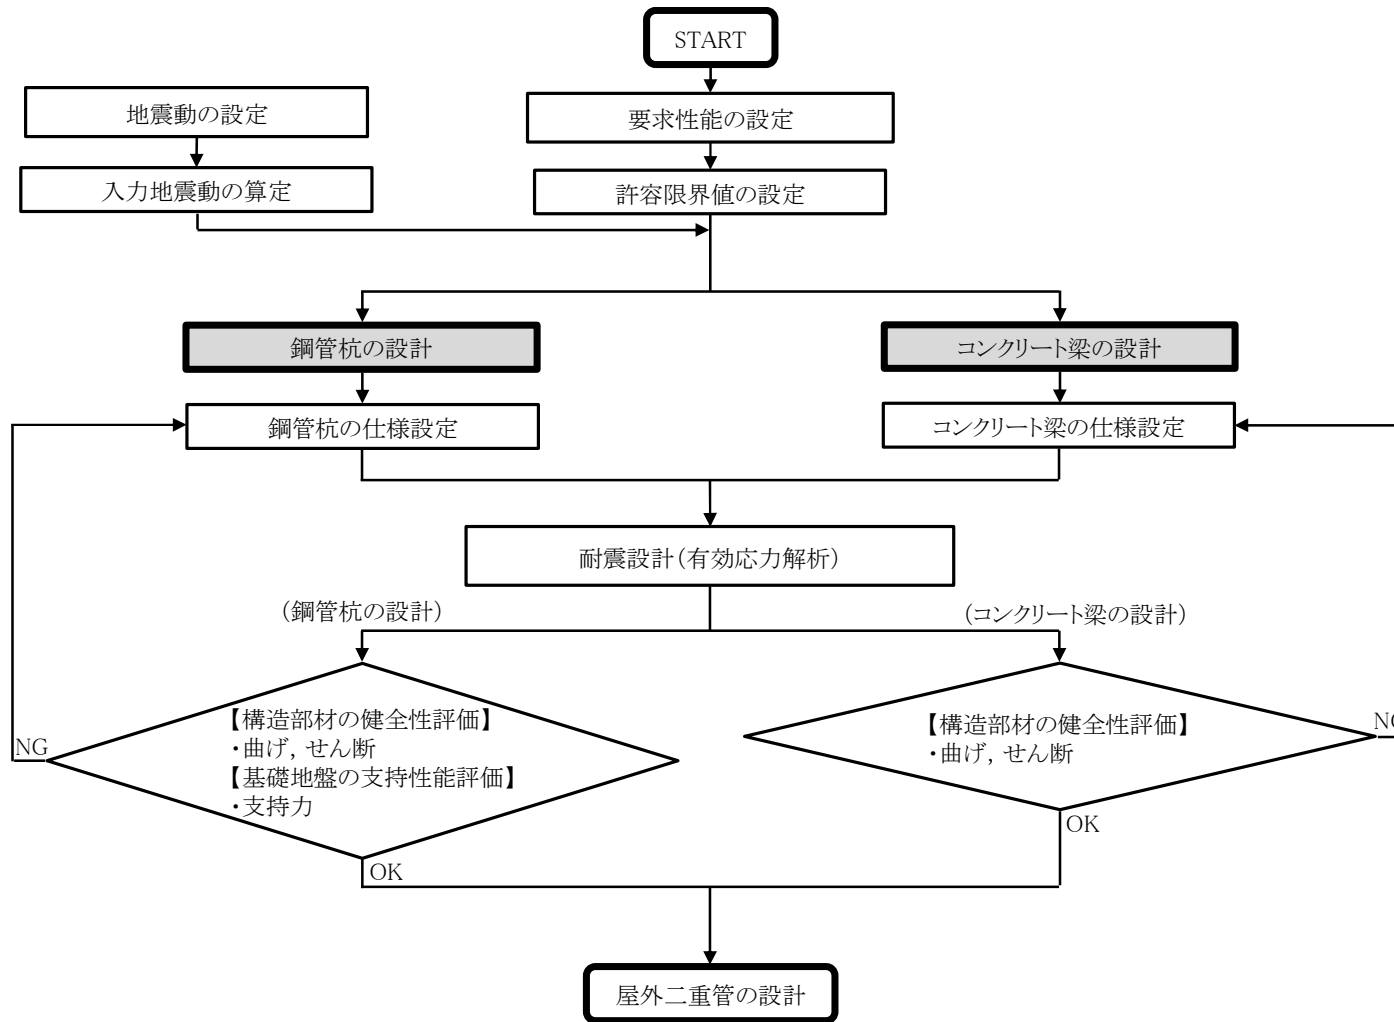 START
地震動の設定
要求性能の設定
入力地震動の算定
許容限界値の設定
鋼管杭の設計
コンクリート梁の設計
鋼管杭の仕様設定
コンクリート梁の仕様設定
耐震設計(有効応力解析)
(鋼管杭の設計)
(コンクリート梁の設計)
【構造部材の健全性評価】
・曲げ, せん断
【基礎地盤の支持性能評価】
・支持力
NG
【構造部材の健全性評価】
・曲げ, せん断
NG
OK
OK
屋外二重管の設計